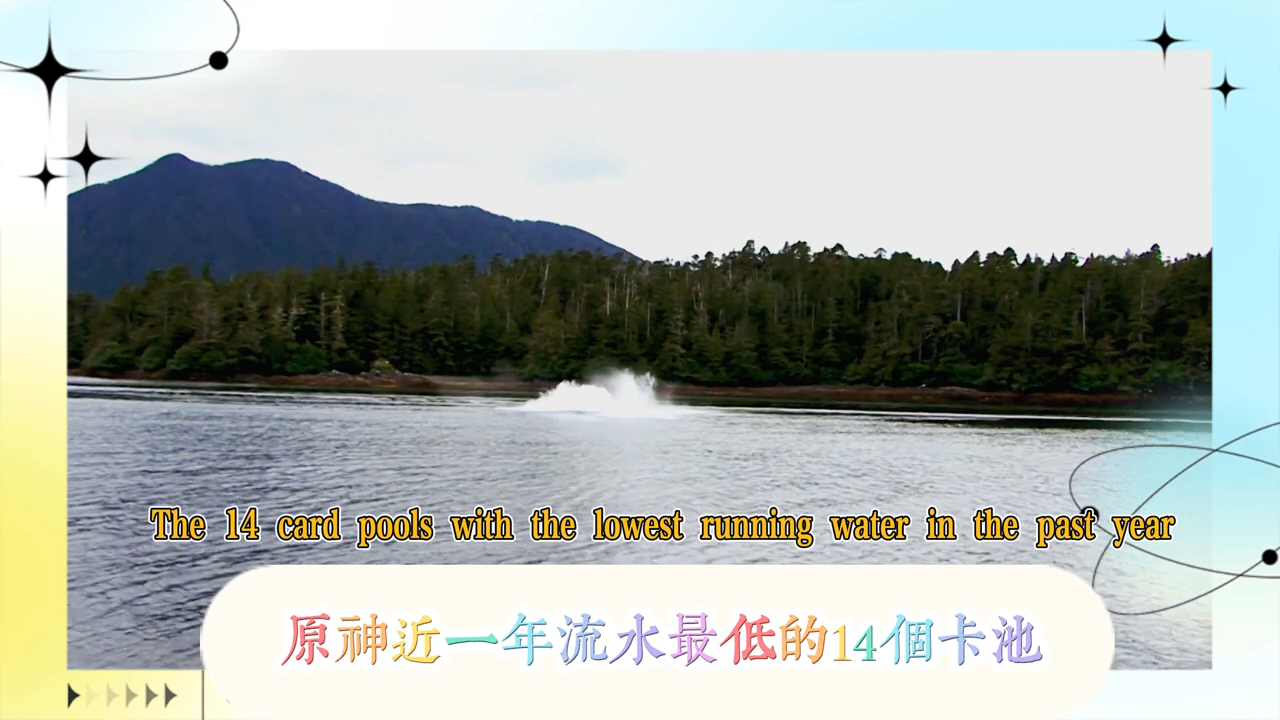 The 14 card pools with the lowest running water in the past year
原神近一年流水最低的14個卡池